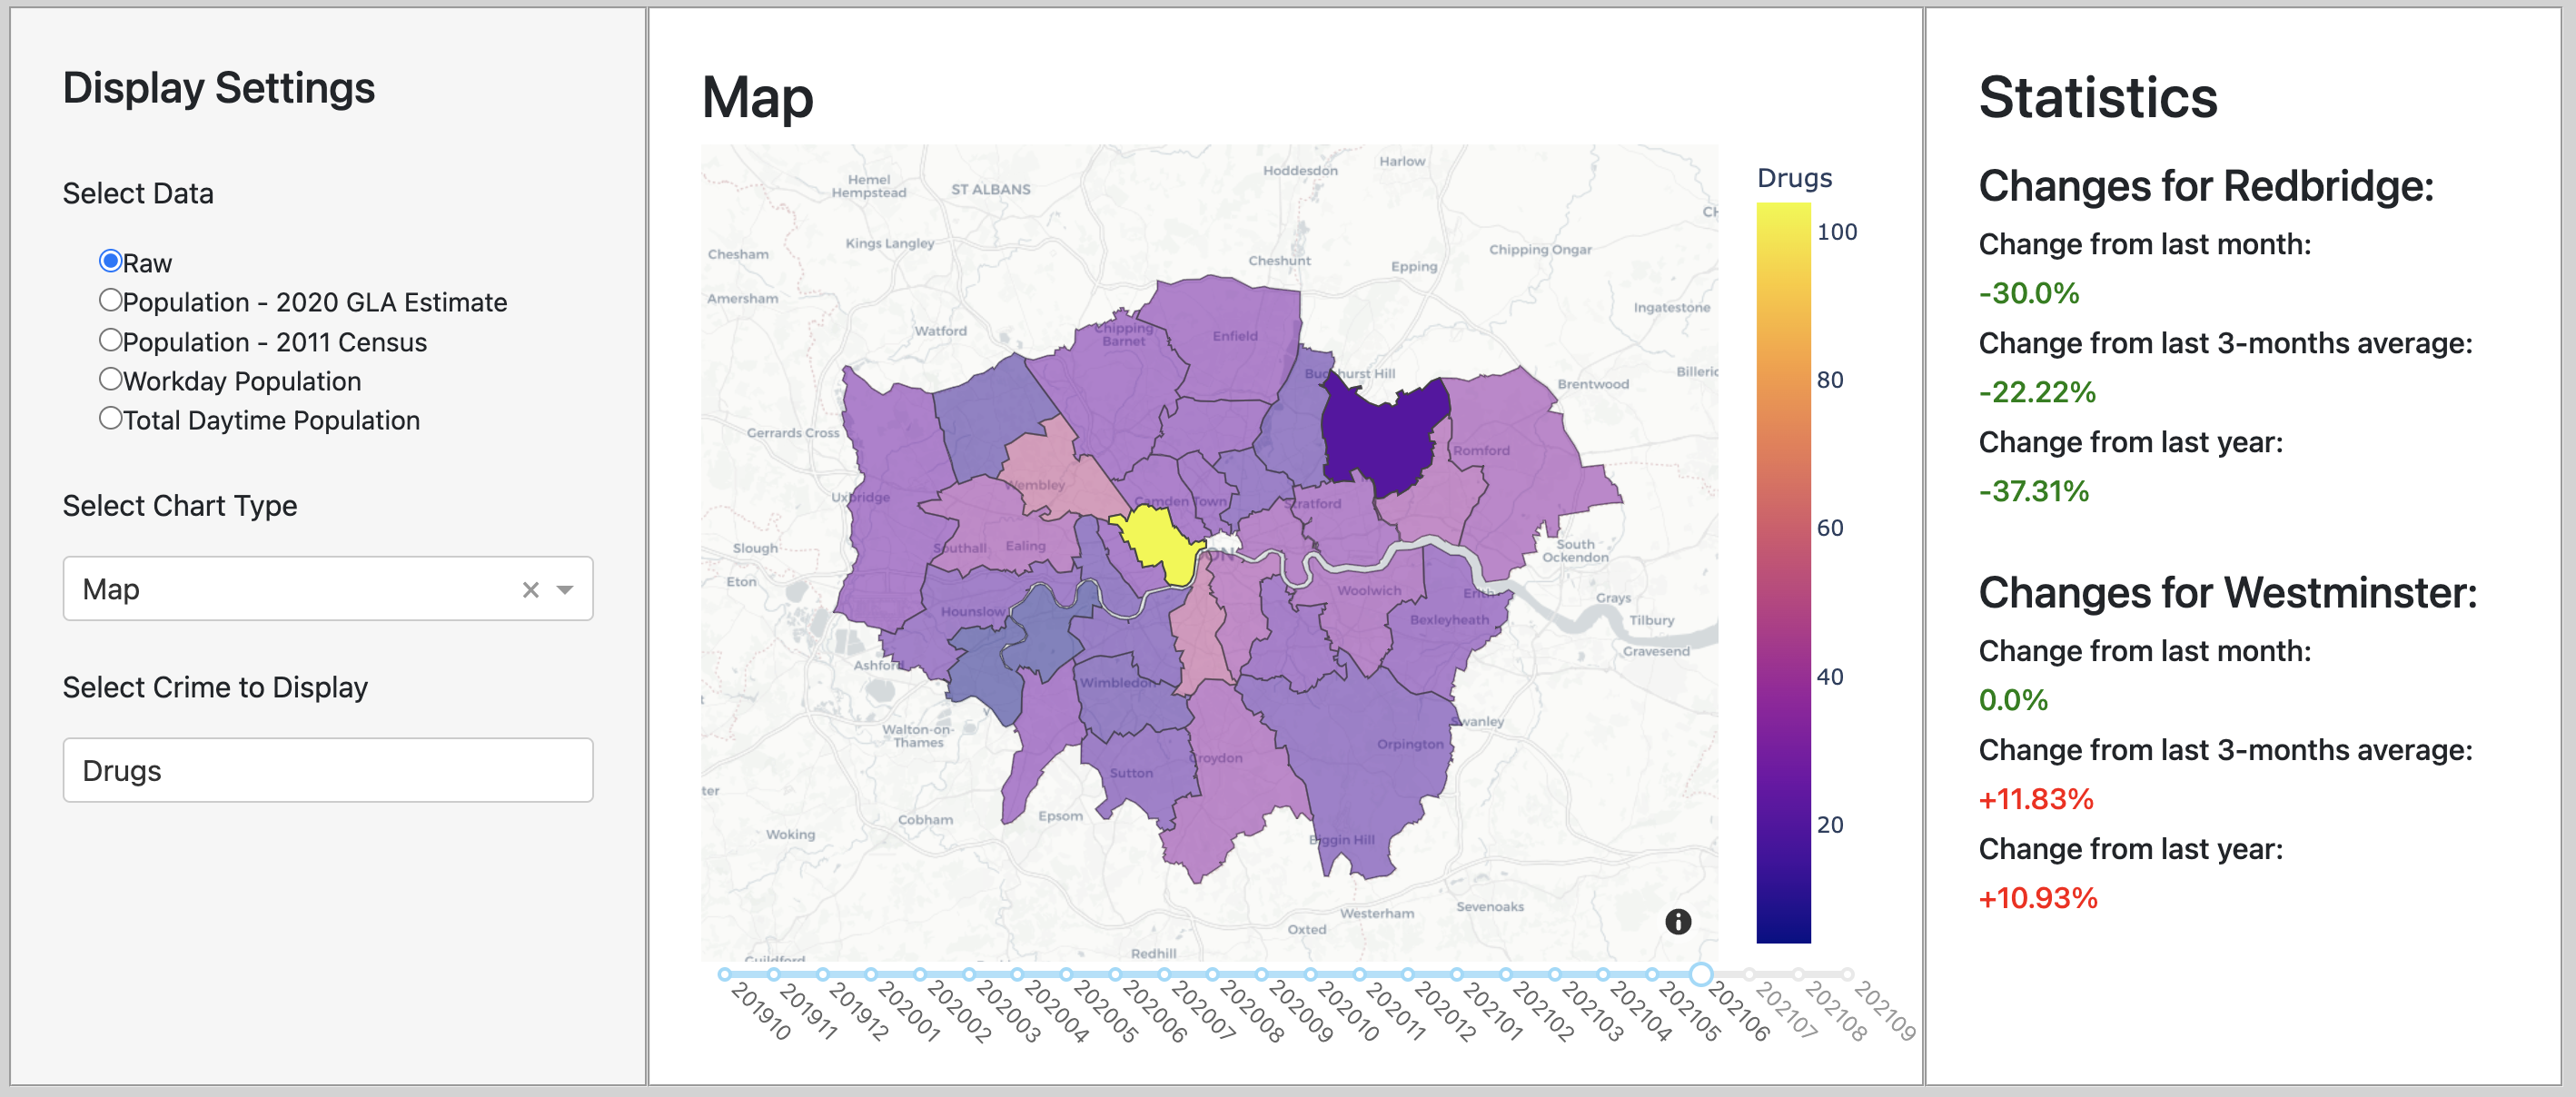 Display Settings
Select Data
Raw
Population - 2020 GLA Estimate
Population - 2011 Census
Workday Population
Total Daytime Population
Select Chart Type
Map
Select Crime to Display
Drugs
Map
Harlow
Hoddesdon
Hemel
Hempstead
ST ALBANS
Kings Langley
Chesham
Cheshunt
Chipping Ongar
Epping
Amersham
Ingatestone
Watford
Chipping
Barnet
Enfield
Brentwood
Gerrards Cross
Romford
Wembley
Uxbridge
Camden Town
Stratford
Southall
Ealing
Slough
South
Ockendon
Eton
Woolwich
Grays
Hounslow
Bexleyheath
Tilbury
Gravesend
Ashford
Wimbledon
Swanley
Walton-on-
Thames
Orpington
Croydon
Sutton
Epsom
Cobham
Woking
Biggin Hill
Westerham
Sevenoaks
Oxted
Redhill
Drugs
100
80
60
40
20
201910
201911
201912
202001
202002
202003
202004
202005
202006
202007
202008
202009
202010
202011
202012
202101
202102
202103
202104
202105
202106
202107
202108
202109
Statistics
Changes for Redbridge:
Change from last month:
-30.0%
Change from last 3-months average:
-22.22%
Change from last year:
-37.31%
Changes for Westminster:
Change from last month:
0.0%
Change from last 3-months average:
+11.83%
Change from last year:
+10.93%